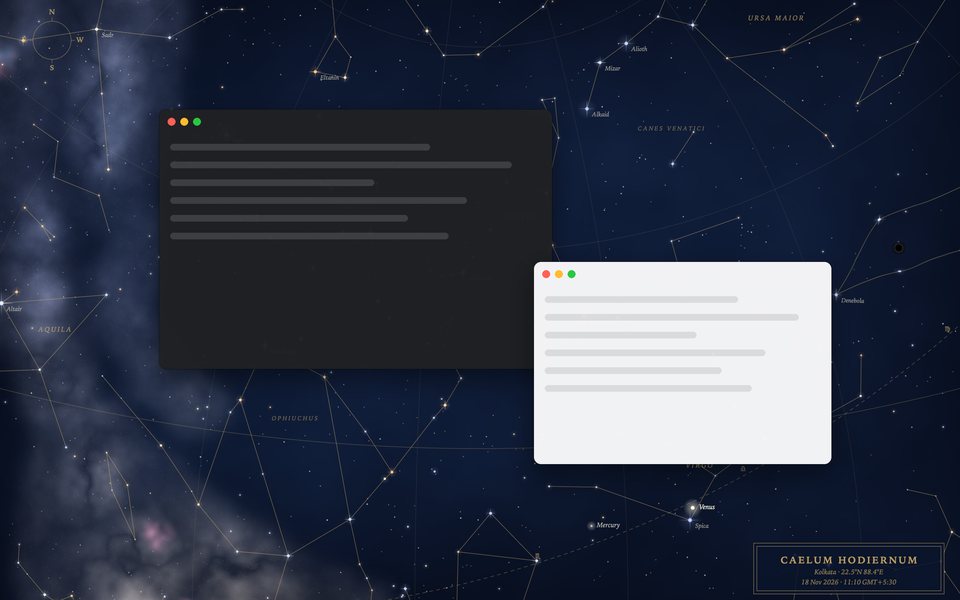 N
W
S
Sadr
Eltanin
URSA MAIOR
Alioth
Mizar
Alkaid
CANES VENATICI
Denebola
Altair
AQUILA
OPHIUCHUS
VIRGO
Venus
Spica
Mercury
CAELUM HODIERNUM
Kolkata · 22.5°N 88.4°E
18 Nov 2026 · 11:10 GMT+5:30